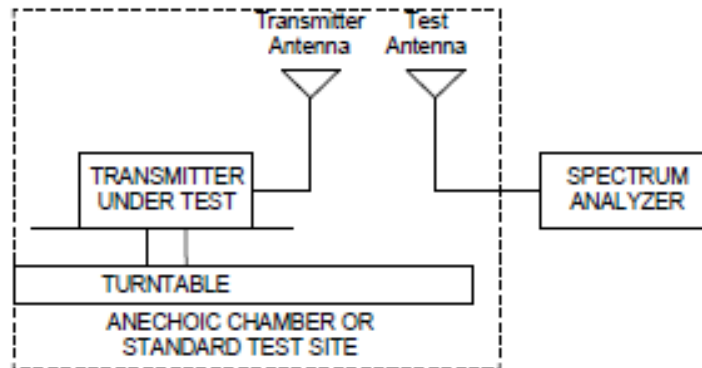 Transmitter
Antenna
Test
Antenna
TRANSMITTER
UNDER TEST
SPECTRUM
ANALYZER
TURNTABLE
ANECHOIC CHAMBER OR
STANDARD TEST SITE